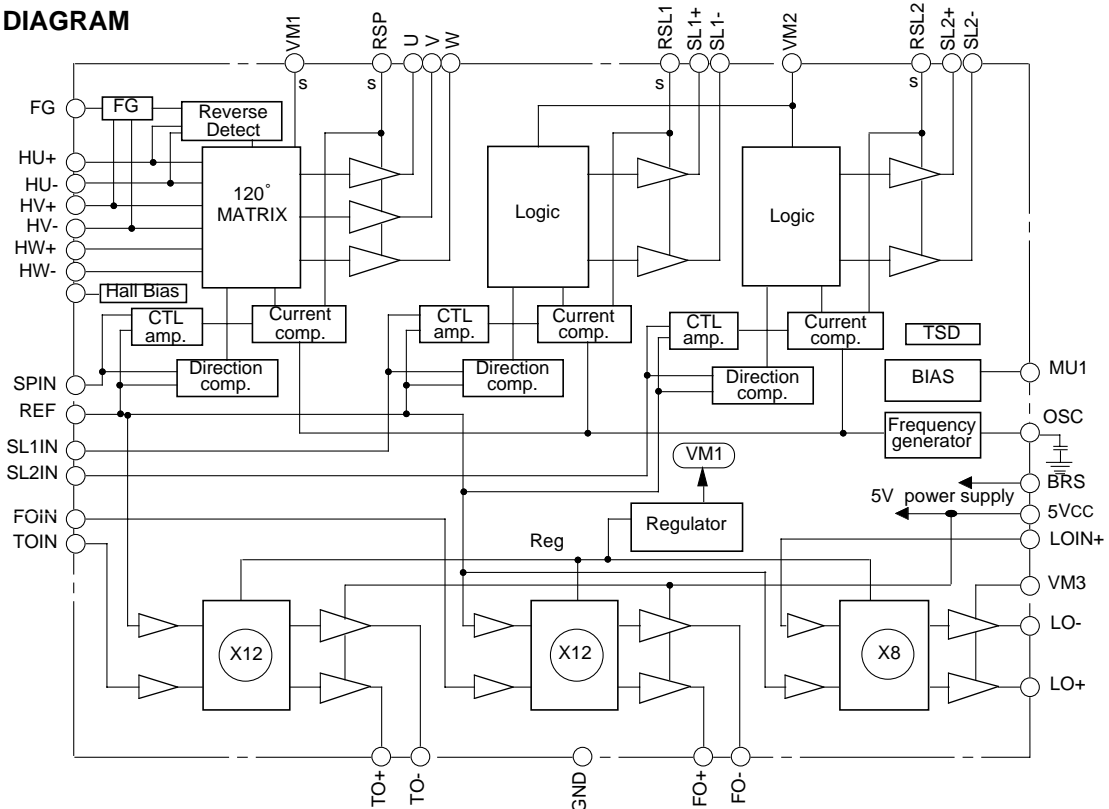 DIAGRAM
VM1
RSP
U
V
W
RSL1
SL1+
SL1-
VM2
RSL2
SL2+
SL2-
s
s
s
s
FG
FG
Reverse
Detect
HU+
HU-
HV+
HV-
HW+
HW-
120°
MATRIX
Logic
Logic
Hall Bias
CTL
amp.
Current
comp.
CTL
amp.
Current
comp.
CTL
amp.
Current
comp.
TSD
Direction
comp.
Direction
comp.
Direction
comp.
BIAS
MU1
SPIN
REF
SL1IN
SL2IN
FOIN
TOIN
Frequency
generator
OSC
VM1
BRS
5V power supply
5VCC
Regulator
Reg
LOIN+
VM3
LO-
LO+
X12
X12
X8
TO+
TO-
GND
FO+
FO-